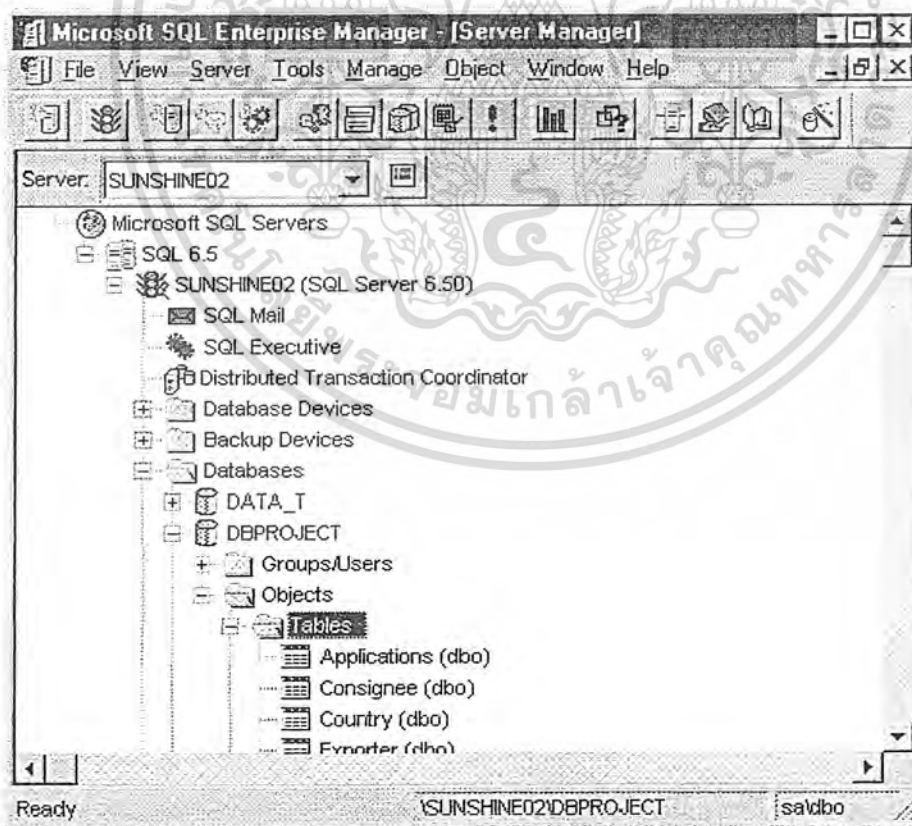 Microsoft SQL Enterprise Manager - [Server Manager]
File View Server Tools Manage Object Window Help
Server: SUNSHINE02
Microsoft SQL Servers
SQL 6.5
SUNSHINE02 (SQL Server 6.50)
SQL Mail
SQL Executive
Distributed Transaction Coordinator
Database Devices
Backup Devices
Databases
DATA_T
DBPROJECT
Groups/Users
Objects
Tables
Applications (dbo)
Consignee (dbo)
Country (dbo)
Exporter (dbo)
Ready \SUNSHINE02\DBPROJECT sa\dbo